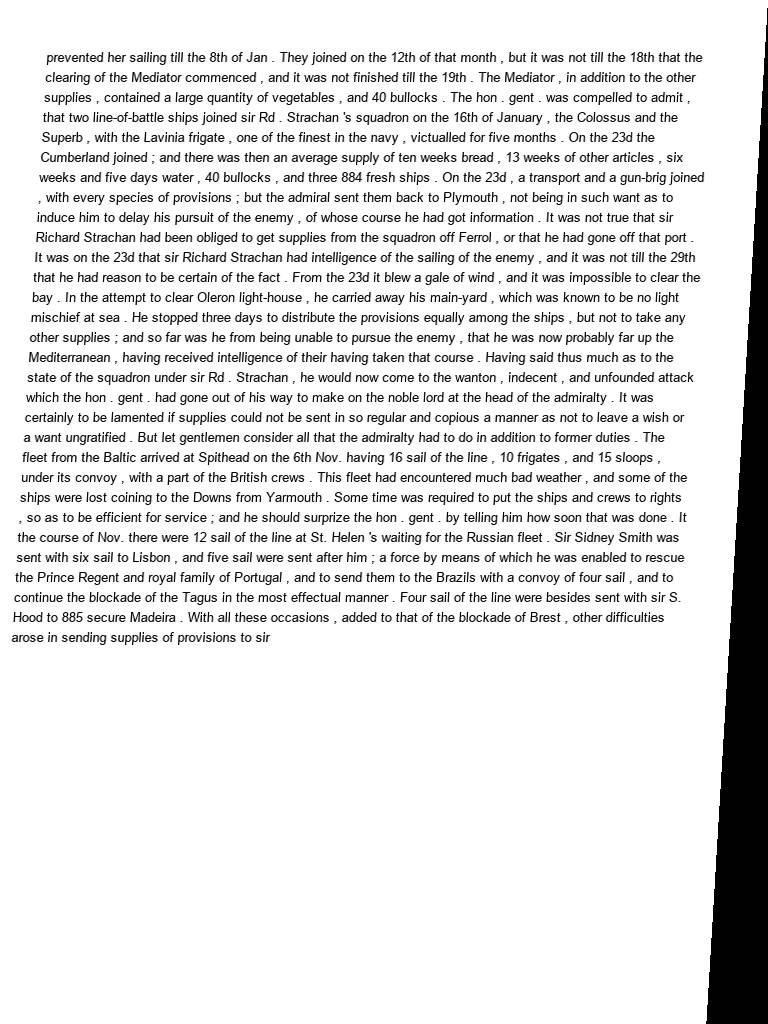 prevented her sailing till the 8th of Jan . They joined on the 12th of that month , but it was not till the 18th that the
clearing of the Mediator commenced , and it was not finished till the 19th . The Mediator , in addition to the other
supplies , contained a large quantity of vegetables , and 40 bullocks . The hon . gent . was compelled to admit ,
that two line-of-battle ships joined sir Rd . Strachan 's squadron on the 16th of January , the Colossus and the
Superb , with the Lavinia frigate , one of the finest in the navy , victualled for five months . On the 23d the
Cumberland joined ; and there was then an average supply of ten weeks bread , 13 weeks of other articles , six
weeks and five days water , 40 bullocks , and three 884 fresh ships . On the 23d , a transport and a gun-brig joined
, with every species of provisions ; but the admiral sent them back to Plymouth , not being in such want as to
induce him to delay his pursuit of the enemy , of whose course he had got information . It was not true that sir
Richard Strachan had been obliged to get supplies from the squadron off Ferrol , or that he had gone off that port .
It was on the 23d that sir Richard Strachan had intelligence of the sailing of the enemy , and it was not till the 29th
that he had reason to be certain of the fact . From the 23d it blew a gale of wind , and it was impossible to clear the
bay . In the attempt to clear Oleron light-house , he carried away his main-yard , which was known to be no light
mischief at sea . He stopped three days to distribute the provisions equally among the ships , but not to take any
other supplies ; and so far was he from being unable to pursue the enemy , that he was now probably far up the
Mediterranean , having received intelligence of their having taken that course . Having said thus much as to the
state of the squadron under sir Rd . Strachan , he would now come to the wanton , indecent , and unfounded attack
which the hon . gent . had gone out of his way to make on the noble lord at the head of the admiralty . It was
certainly to be lamented if supplies could not be sent in so regular and copious a manner as not to leave a wish or
a want ungratified . But let gentlemen consider all that the admiralty had to do in addition to former duties . The
fleet from the Baltic arrived at Spithead on the 6th Nov. having 16 sail of the line , 10 frigates , and 15 sloops ,
under its convoy , with a part of the British crews . This fleet had encountered much bad weather , and some of the
ships were lost coining to the Downs from Yarmouth . Some time was required to put the ships and crews to rights
, so as to be efficient for service ; and he should surprize the hon . gent . by telling him how soon that was done . It
the course of Nov. there were 12 sail of the line at St. Helen 's waiting for the Russian fleet . Sir Sidney Smith was
sent with six sail to Lisbon , and five sail were sent after him ; a force by means of which he was enabled to rescue
the Prince Regent and royal family of Portugal , and to send them to the Brazils with a convoy of four sail , and to
continue the blockade of the Tagus in the most effectual manner . Four sail of the line were besides sent with sir S.
Hood to 885 secure Madeira . With all these occasions , added to that of the blockade of Brest , other difficulties
arose in sending supplies of provisions to sir